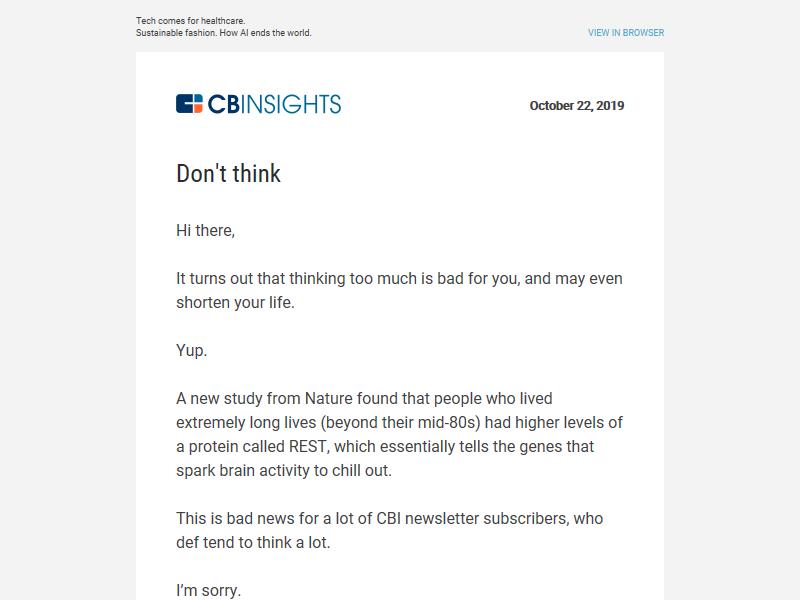 Tech comes for healthcare.
Sustainable fashion. How AI ends the world.
VIEW IN BROWSER
CBINSIGHTS
October 22, 2019
Don't think
Hi there,
It turns out that thinking too much is bad for you, and may even
shorten your life.
Yup.
A new study from Nature found that people who lived
extremely long lives (beyond their mid-80s) had higher levels of
a protein called REST, which essentially tells the genes that
spark brain activity to chill out.
This is bad news for a lot of CBI newsletter subscribers, who
def tend to think a lot.
I'm sorry.